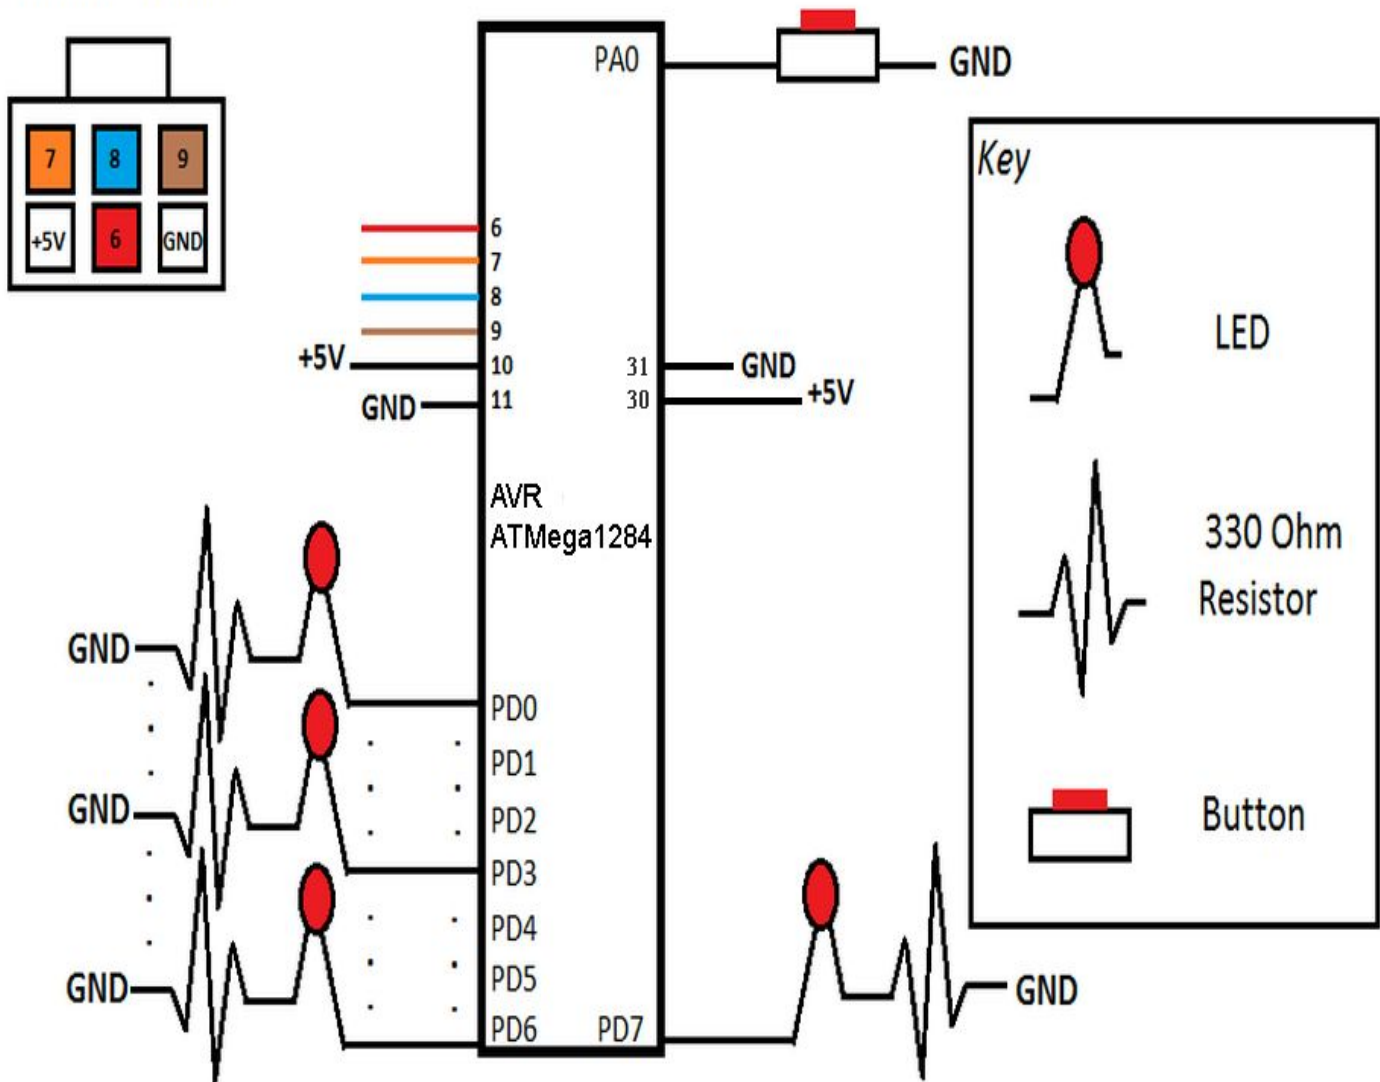 PA0
GND
Key
7 8 9
+5V 6 GND
6
7
8
9
+5V 10
GND 11
31 GND
30 +5V
LED
AVR
ATMega1284
330 Ohm
Resistor
GND
PD0
PD1
GND
PD2
PD3
PD4
PD5
GND
PD6
PD7
GND
Button